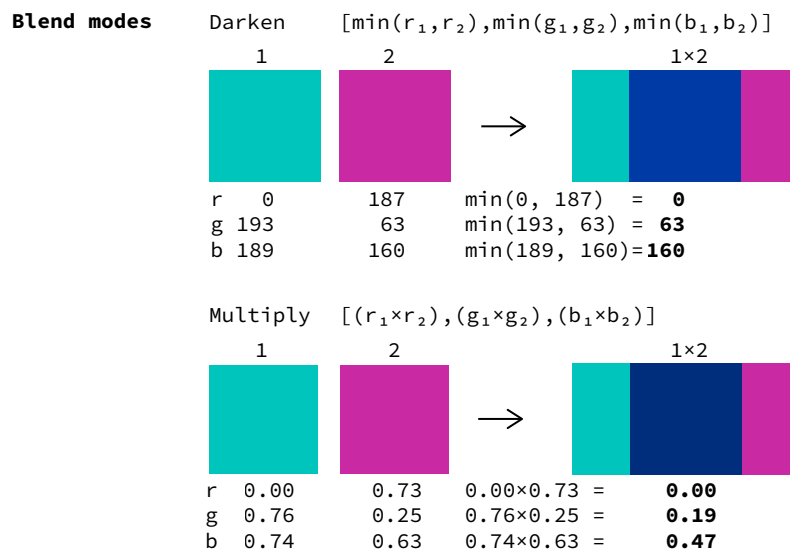 Blend modes Darken [min(r₁,r₂),min(g₁,g₂),min(b₁,b₂)]
1 2 1×2
r 0 187 min(0, 187) = 0
g 193 63 min(193, 63) = 63
b 189 160 min(189, 160)=160
Multiply [(r₁×r₂),(g₁×g₂),(b₁×b₂)]
1 2 1×2
r 0.00 0.73 0.00×0.73 = 0.00
g 0.76 0.25 0.76×0.25 = 0.19
b 0.74 0.63 0.74×0.63 = 0.47